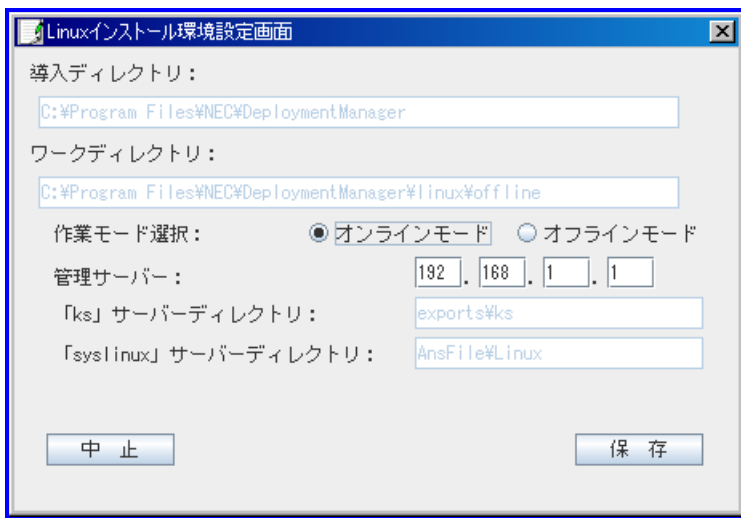 Linuxインストール環境設定画面
導入ディレクトリ：
C:¥Program Files¥NEC¥DeploymentManager
ワークディレクトリ：
C:¥Program Files¥NEC¥DeploymentManager¥linux¥offline
作業モード選択： オンラインモード オフラインモード
管理サーバー： 192 . 168 . 1 . 1
「ks」サーバーディレクトリ： exports¥ks
「syslinux」サーバーディレクトリ： AnsFile¥Linux
中 止 保 存